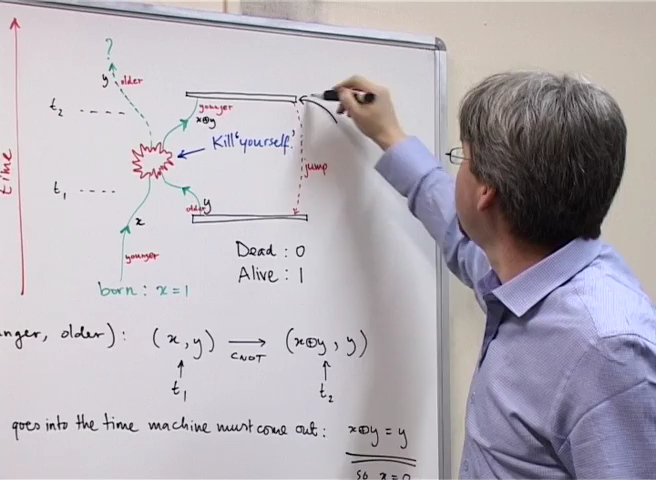 ?
y older
t₂ ----
younger
x⊕y
Kill 'yourself.'
time
jump
t₁ ----
older y
x
younger
Dead : 0
born : x = 1
Alive : 1
older): (x, y) → (x⊕y, y)
CNOT
t₁ t₂
goes into the time machine must come out: x⊕y = y
so x = 0